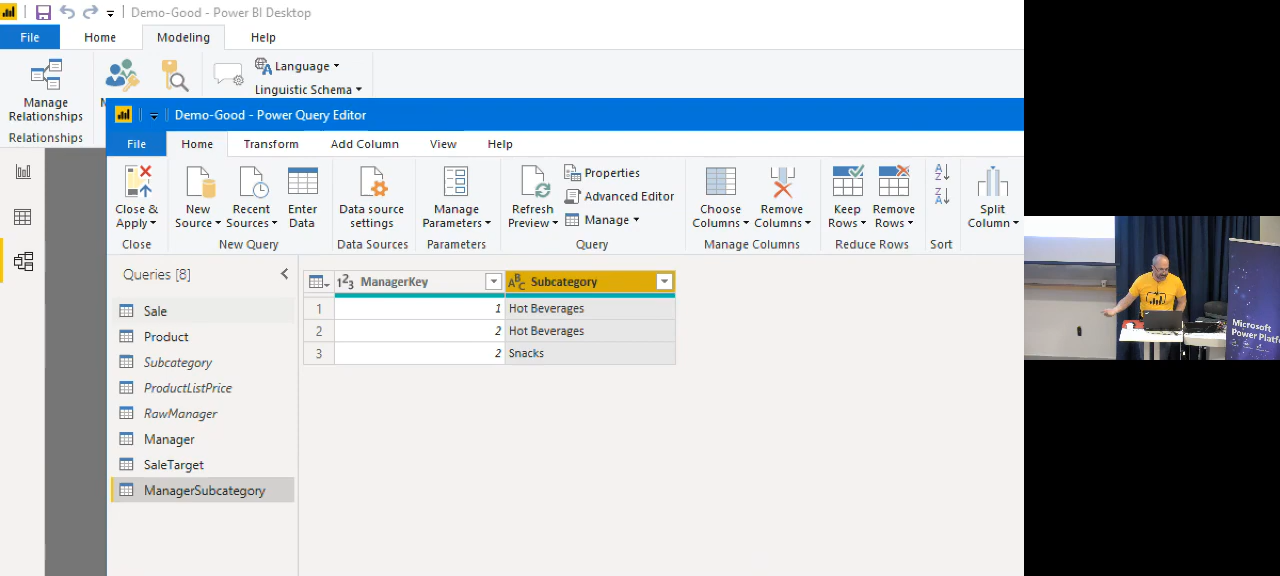 Demo-Good - Power BI Desktop
File Home Modeling Help
Manage Relationships
Language
Linguistic Schema
Relationships
Demo-Good - Power Query Editor
File Home Transform Add Column View Help
Close & Apply
New Source
Recent Sources
Enter Data
Data source settings
Manage Parameters
Refresh Preview
Properties
Advanced Editor
Manage
Choose Columns
Remove Columns
Keep Rows
Remove Rows
Split Column
Close
New Query
Data Sources
Parameters
Query
Manage Columns
Reduce Rows
Sort
Queries [8]
Sale
Product
Subcategory
ProductListPrice
RawManager
Manager
SaleTarget
ManagerSubcategory
ManagerKey Subcategory
1 1 Hot Beverages
2 2 Hot Beverages
3 2 Snacks
Microsoft
Power Platfo